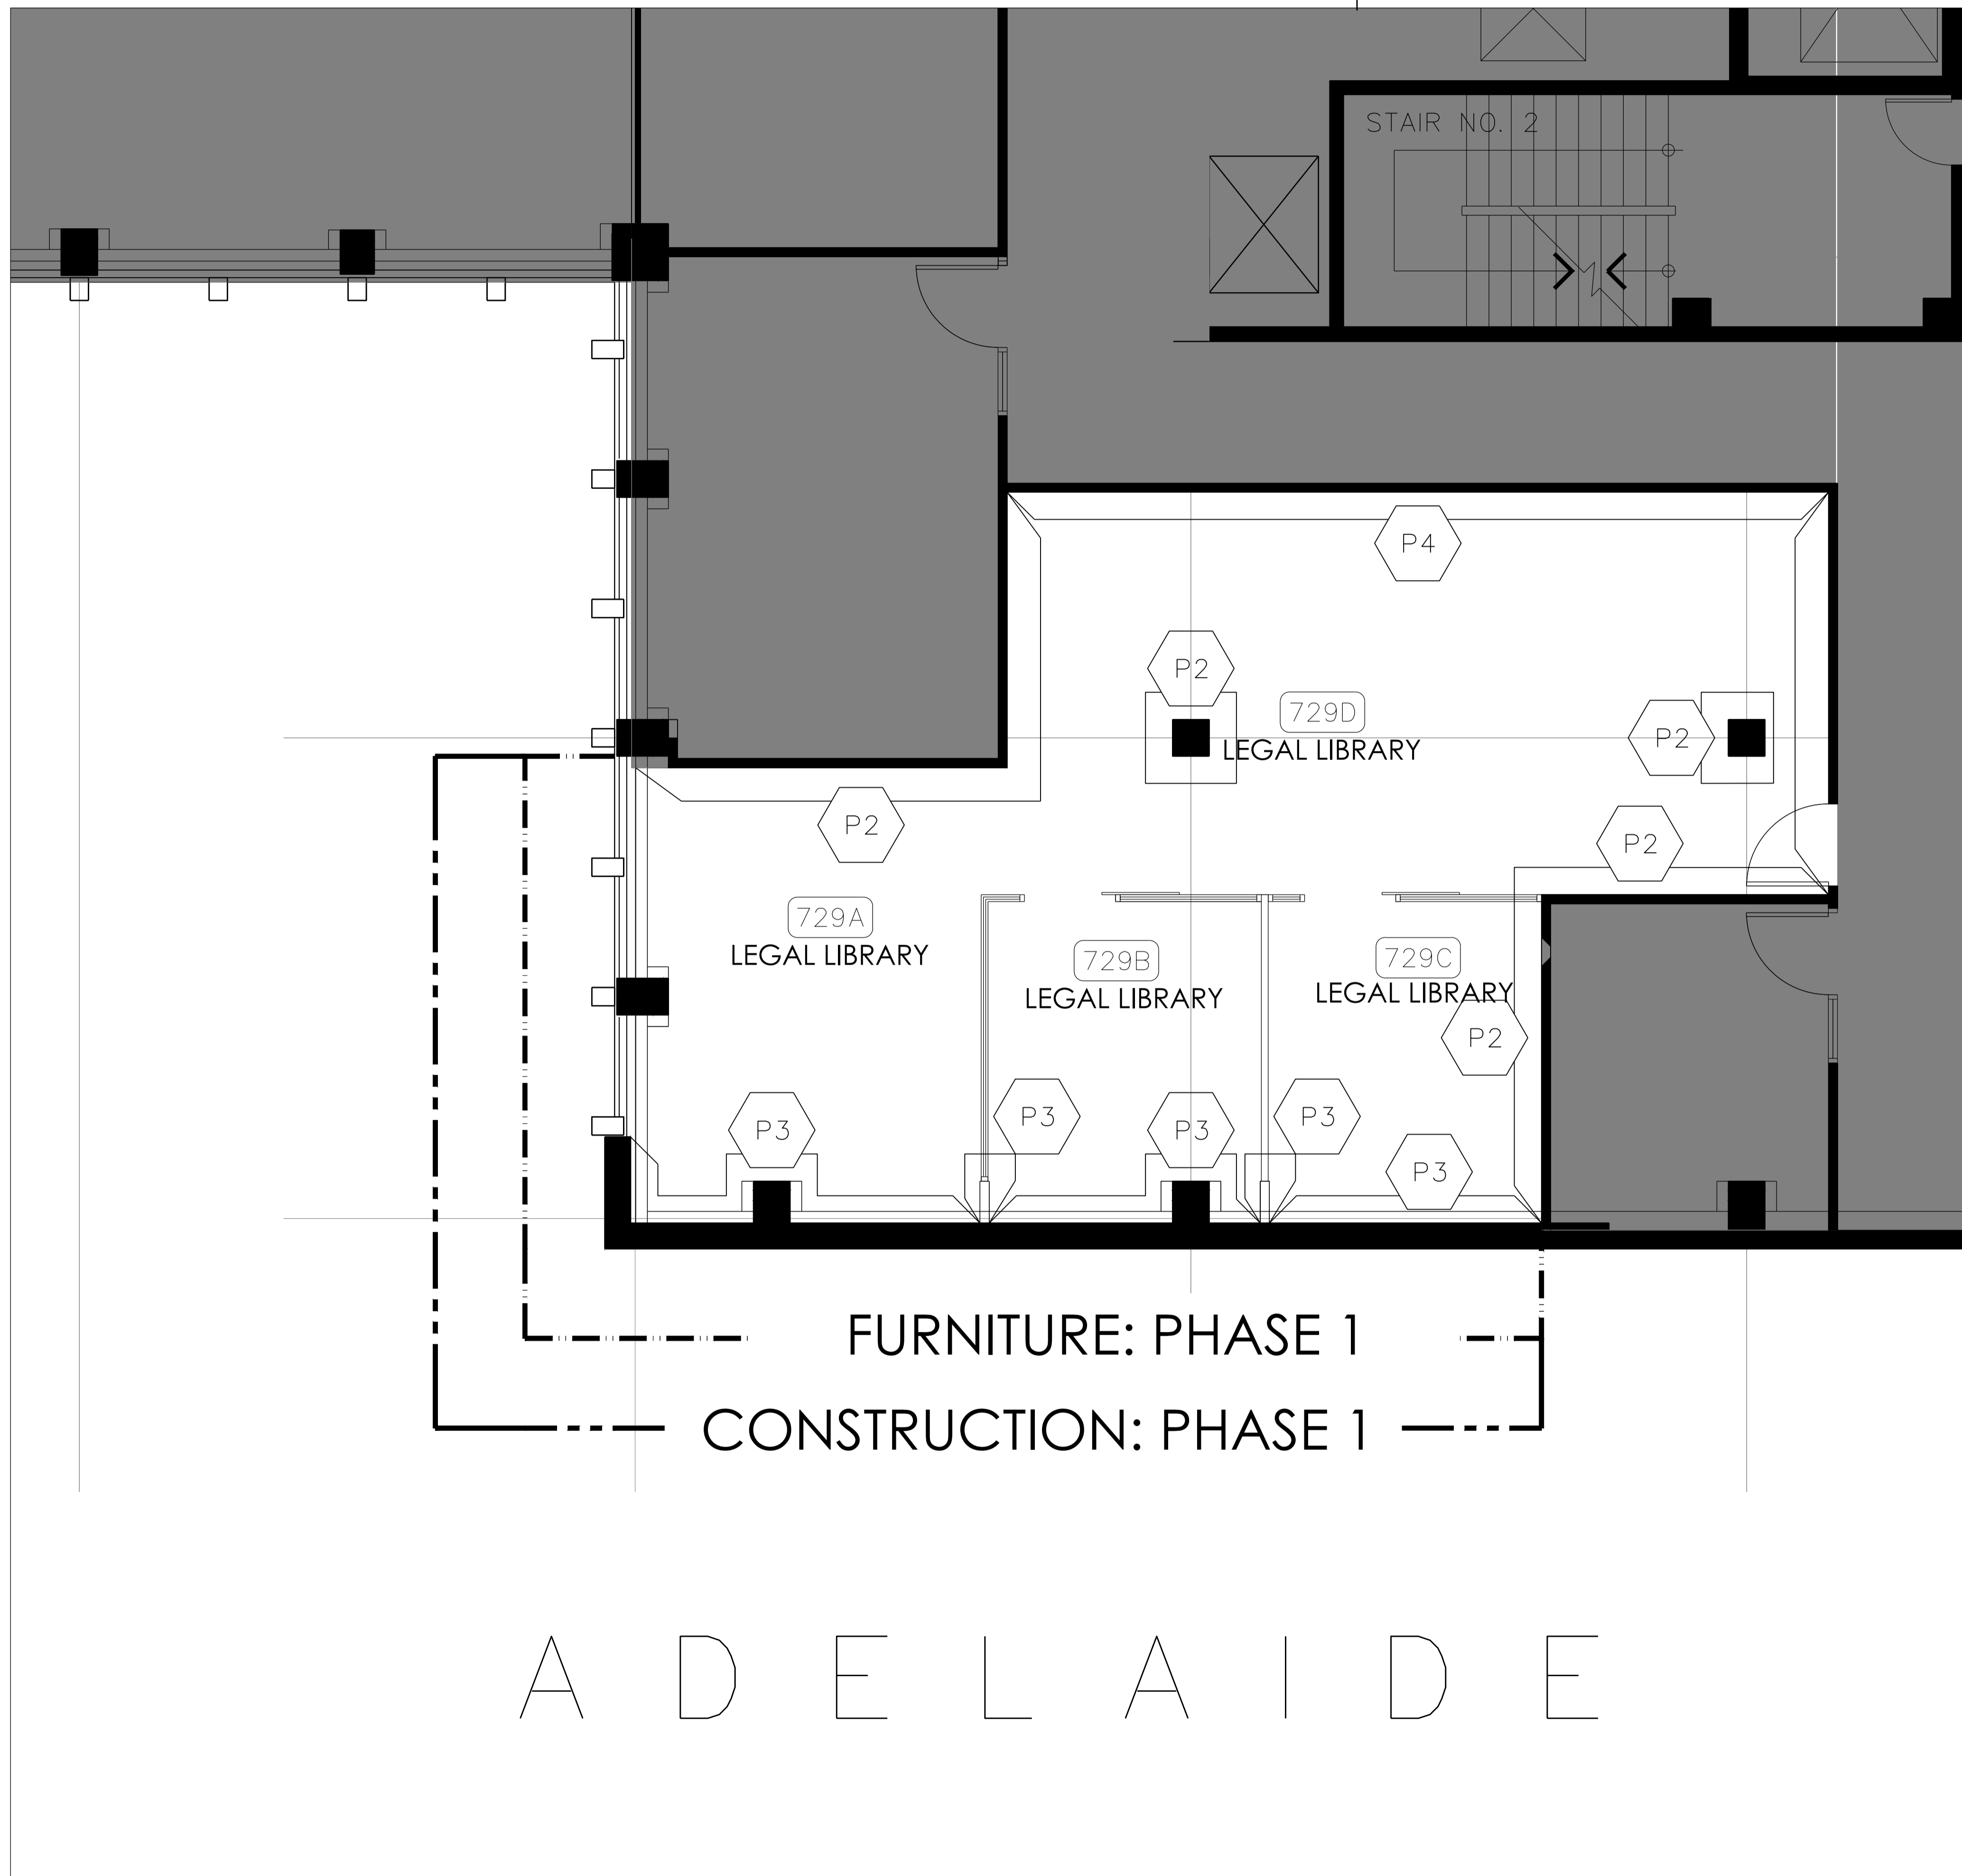 STAIR NO. 2
P4
P2
729D
LEGAL LIBRARY
P2
P2
P2
729A
LEGAL LIBRARY
729B
LEGAL LIBRARY
729C
LEGAL LIBRARY
P2
P3
P3
P3
P3
P3
FURNITURE: PHASE 1
CONSTRUCTION: PHASE 1
ADELAIDE